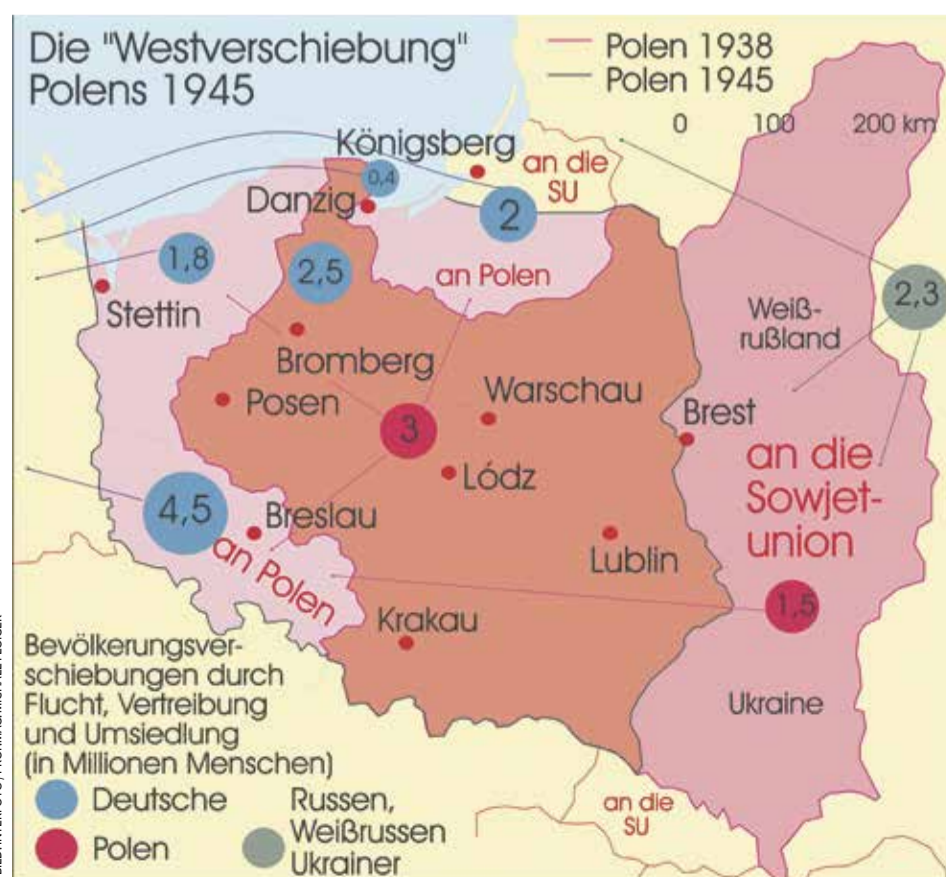 Die "Westverschiebung"
Polens 1945
Polen 1938
Polen 1945
0 100 200 km
Königsberg
an die
SU
0,4
Danzig
2
1,8
2,5
an Polen
2,3
Stettin
Weiß-
rußland
Bromberg
Posen
Warschau
3
Brest
Lódz
an die
Sowjet-
union
4,5
Breslau
an Polen
Lublin
1,5
Krakau
Ukraine
Bevölkerungsver-
schiebungen durch
Flucht, Vertreibung
und Umsiedlung
(in Millionen Menschen)
Deutsche
Polen
Russen,
Weißrussen
Ukrainer
an die
SU